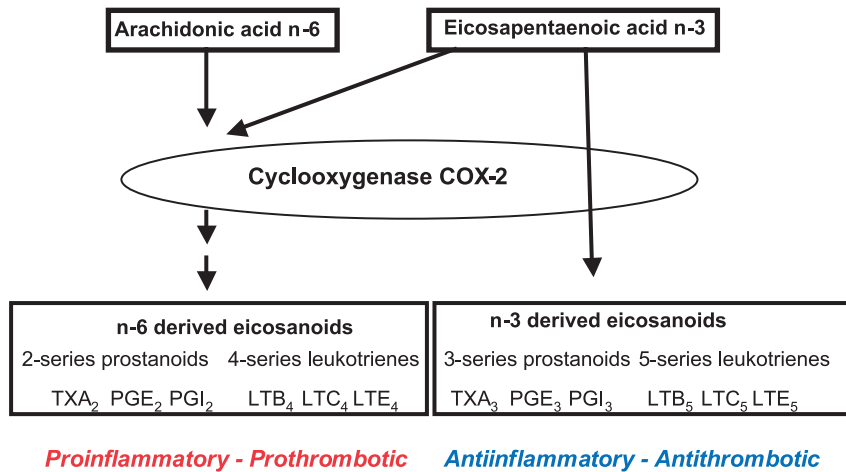 Arachidonic acid n-6
Eicosapentaenoic acid n-3
Cyclooxygenase COX-2
n-6 derived eicosanoids
2-series prostanoids 4-series leukotrienes
TXA₂ PGE₂ PGI₂ LTB₄ LTC₄ LTE₄
n-3 derived eicosanoids
3-series prostanoids 5-series leukotrienes
TXA₃ PGE₃ PGI₃ LTB₅ LTC₅ LTE₅
Proinflammatory - Prothrombotic
Antiinflammatory - Antithrombotic